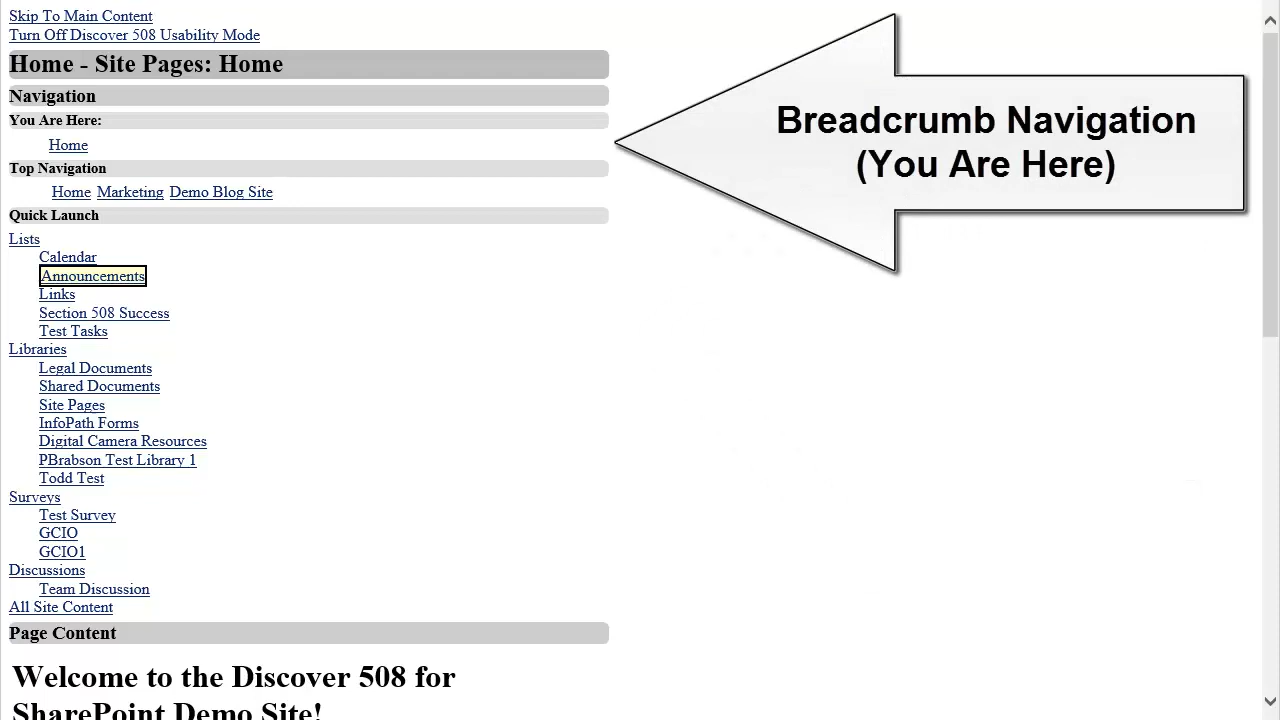 Skip To Main Content
Turn Off Discover 508 Usability Mode
Home - Site Pages: Home
Navigation
You Are Here:
Home
Top Navigation
Home Marketing Demo Blog Site
Quick Launch
Lists
Calendar
Announcements
Links
Section 508 Success
Test Tasks
Libraries
Legal Documents
Shared Documents
Site Pages
InfoPath Forms
Digital Camera Resources
PBrabson Test Library 1
Todd Test
Surveys
Test Survey
GCIO
GCIO1
Discussions
Team Discussion
All Site Content
Page Content
Welcome to the Discover 508 for
SharePoint Demo Site!
Breadcrumb Navigation
(You Are Here)